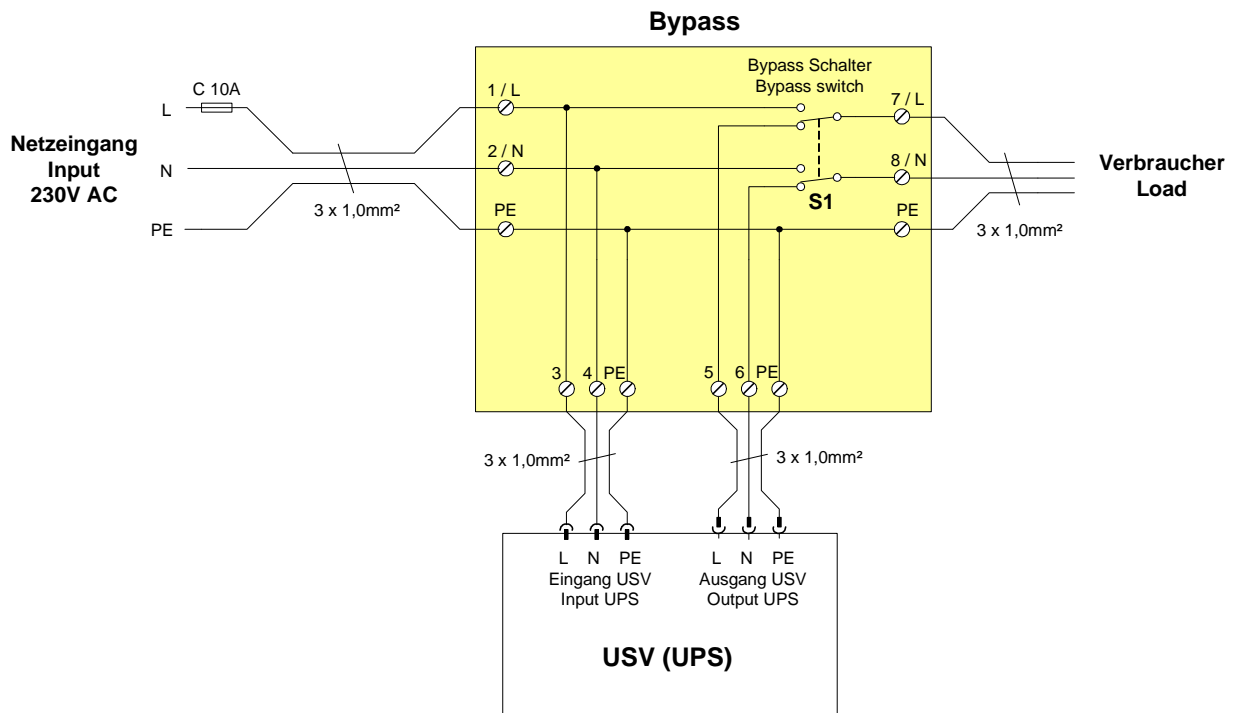 Bypass
Bypass Schalter
Bypass switch
C 10A
1 / L
7 / L
L
Netzeingang
Input
230V AC
N
2 / N
8 / N
Verbraucher
Load
S1
3 x 1,0mm²
PE
PE
PE
3 x 1,0mm²
3
4
PE
5
6
PE
3 x 1,0mm²
3 x 1,0mm²
L
N
PE
L
N
PE
Eingang USV
Input UPS
Ausgang USV
Output UPS
USV (UPS)